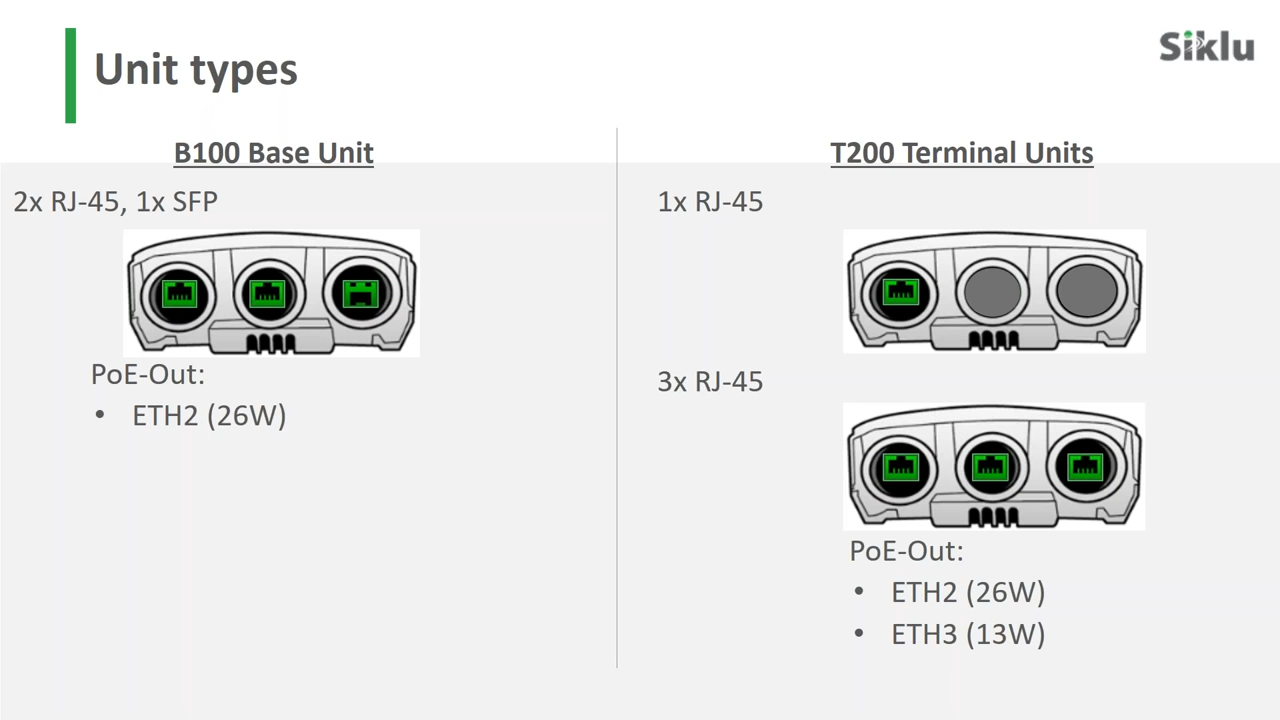 Unit types
Siklu
B100 Base Unit
2x RJ-45, 1x SFP
PoE-Out:
• ETH2 (26W)
T200 Terminal Units
1x RJ-45
3x RJ-45
PoE-Out:
• ETH2 (26W)
• ETH3 (13W)